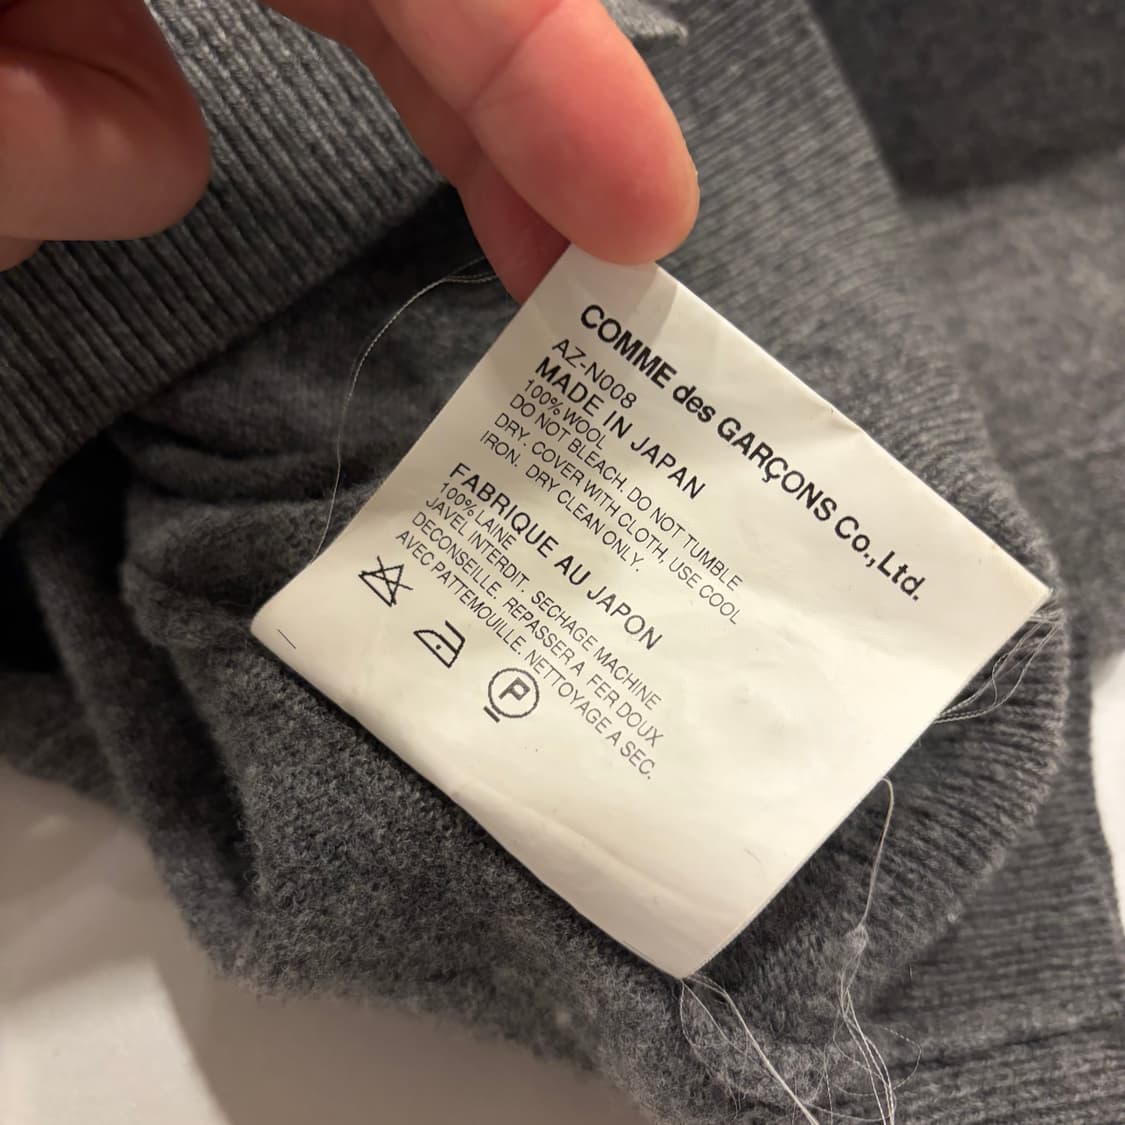 COMME des GARÇONS Co.,Ltd.
AZ-N008
MADE IN JAPAN
100% WOOL
DO NOT BLEACH. DO NOT TUMBLE
DRY. COVER WITH CLOTH, USE COOL
IRON. DRY CLEAN ONLY.
FABRIQUE AU JAPON
100% LAINE
JAVEL INTERDIT. SECHAGE MACHINE
DECONSEILLE. REPASSER A FER DOUX
AVEC PATTEMOUILLE. NETTOYAGE A SEC.
P